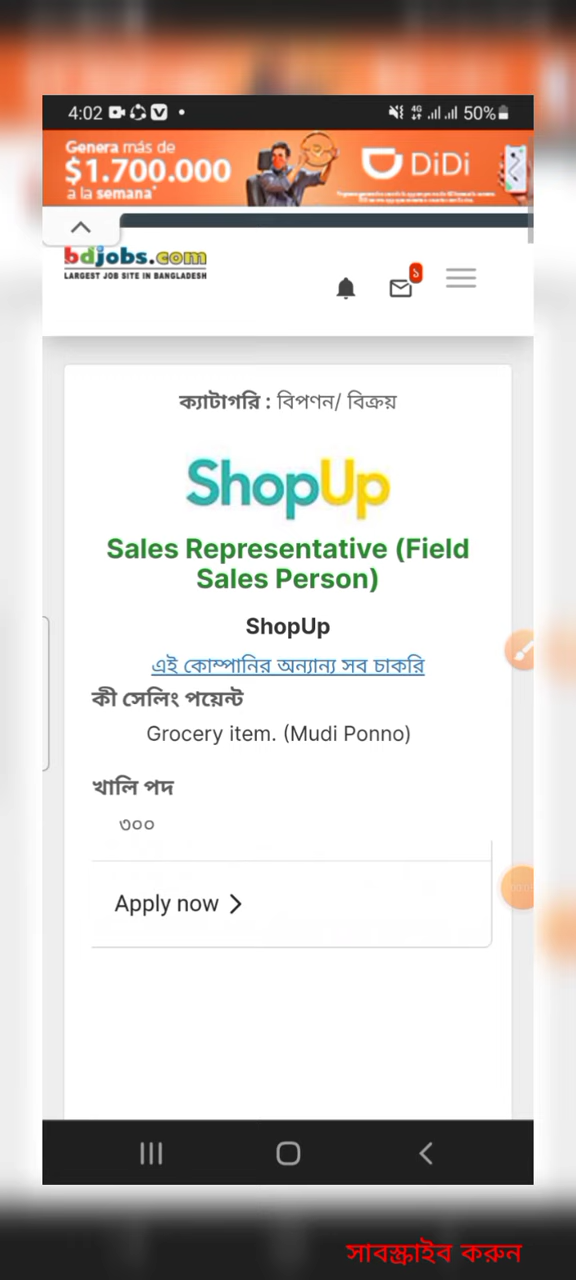 4:02
4G
50%
Genera más de
$1.700.000
a la semana*
DiDi
bdjobs.com
LARGEST JOB SITE IN BANGLADESH
১
ক্যাটাগরি : বিপণন/ বিক্রয়
ShopUp
Sales Representative (Field
Sales Person)
ShopUp
এই কোম্পানির অন্যান্য সব চাকরি
কী সেলিং পয়েন্ট
Grocery item. (Mudi Ponno)
খালি পদ
৩০০
Apply now
সাবস্ক্রাইব করুন